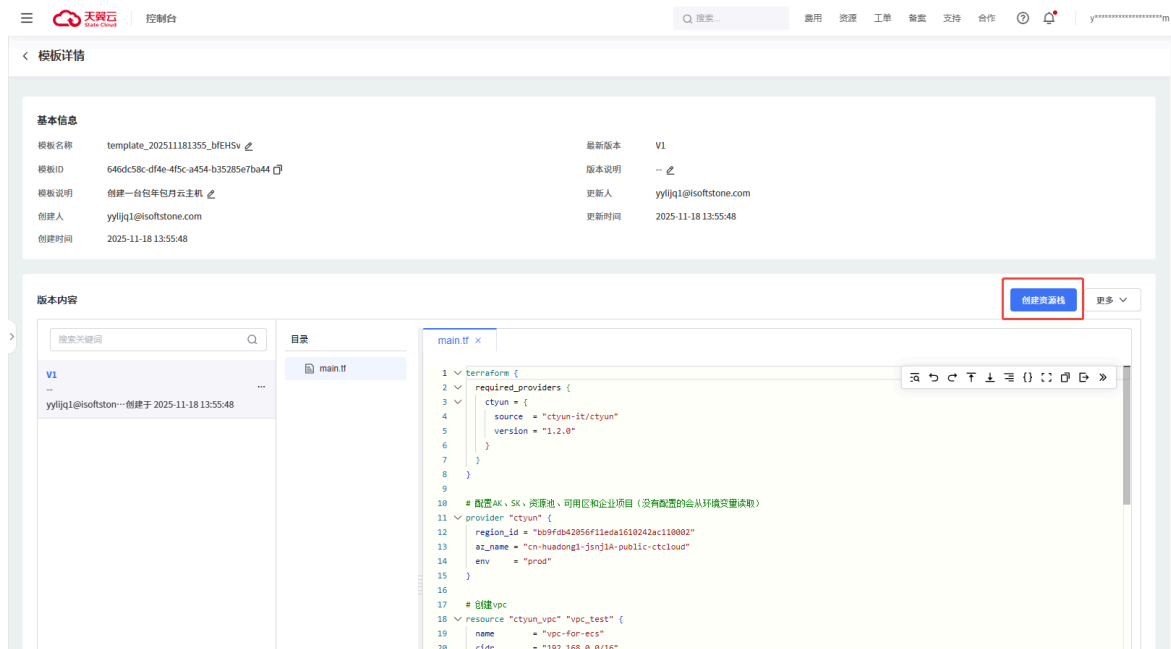 天翼云 State Cloud 控制台 搜索... 费用 资源 工单 备案 支持 合作 y********************m
模板详情
基本信息
模板名称 template_202511181355_bfEHSv 最新版本 V1
模板ID 646dc58c-df4e-4f5c-a454-b35285e7ba44 版本说明 --
模板说明 创建一台包年包月云主机 更新人 yylijq1@isoftstone.com
创建人 yylijq1@isoftstone.com 更新时间 2025-11-18 13:55:48
创建时间 2025-11-18 13:55:48
版本内容 创建资源栈 更多
搜索关键词 目录 main.tf ×
V1 main.tf
--
yylijq1@isoftston…创建于 2025-11-18 13:55:48
1 terraform {
2 required_providers {
3 ctyun = {
4 source = "ctyun-it/ctyun"
5 version = "1.2.0"
6 }
7 }
8 }
9
10 # 配置AK、SK、资源池、可用区和企业项目(没有配置的会从环境变量读取)
11 provider "ctyun" {
12 region_id = "bb9fdb42056f11eda1610242ac110002"
13 az_name = "cn-huadong1-jsnj1A-public-ctcloud"
14 env = "prod"
15 }
16
17 # 创建vpc
18 resource "ctyun_vpc" "vpc_test" {
19 name = "vpc-for-ecs"
20 cidr = "192.168.0.0/16"